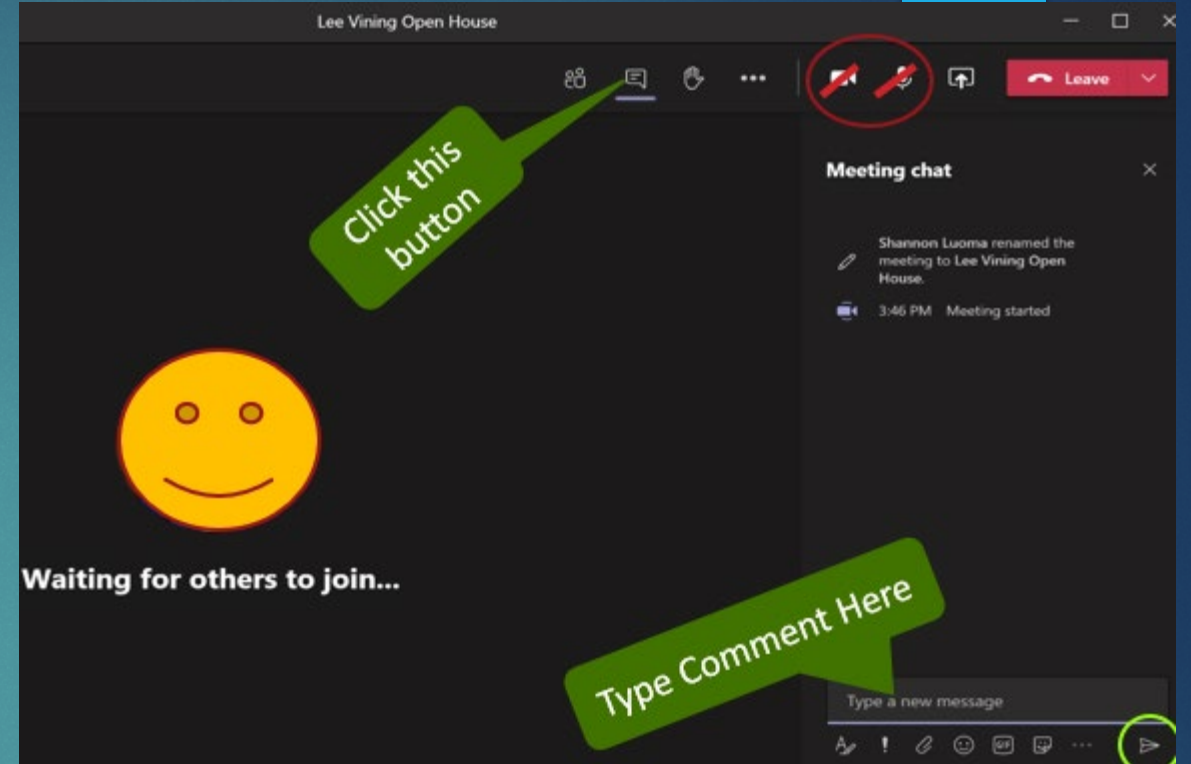 Lee Vining Open House
Leave
Click this
button
Meeting chat
Shannon Luoma renamed the
meeting to Lee Vining Open
House.
3:46 PM Meeting started
Waiting for others to join...
Type Comment Here
Type a new message
GIF